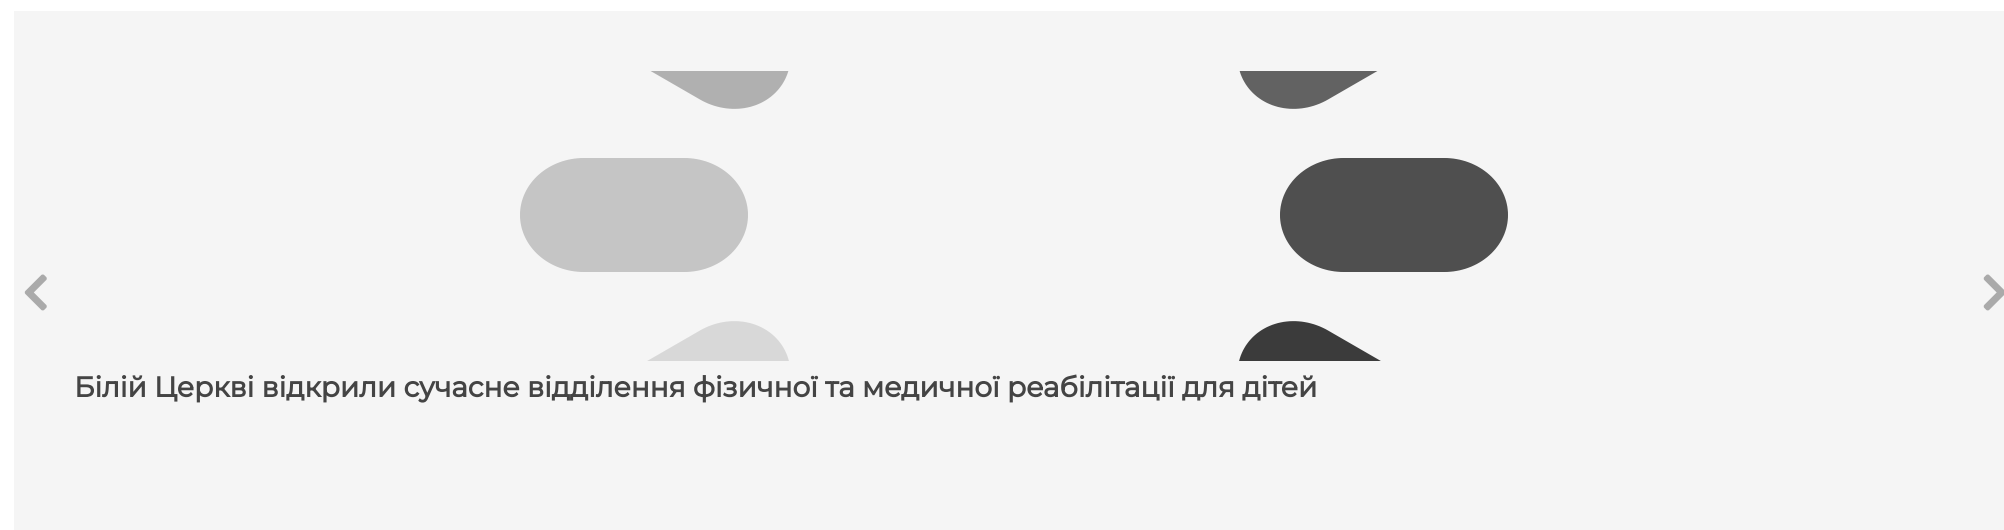 Білій Церкві відкрили сучасне відділення фізичної та медичної реабілітації для дітей